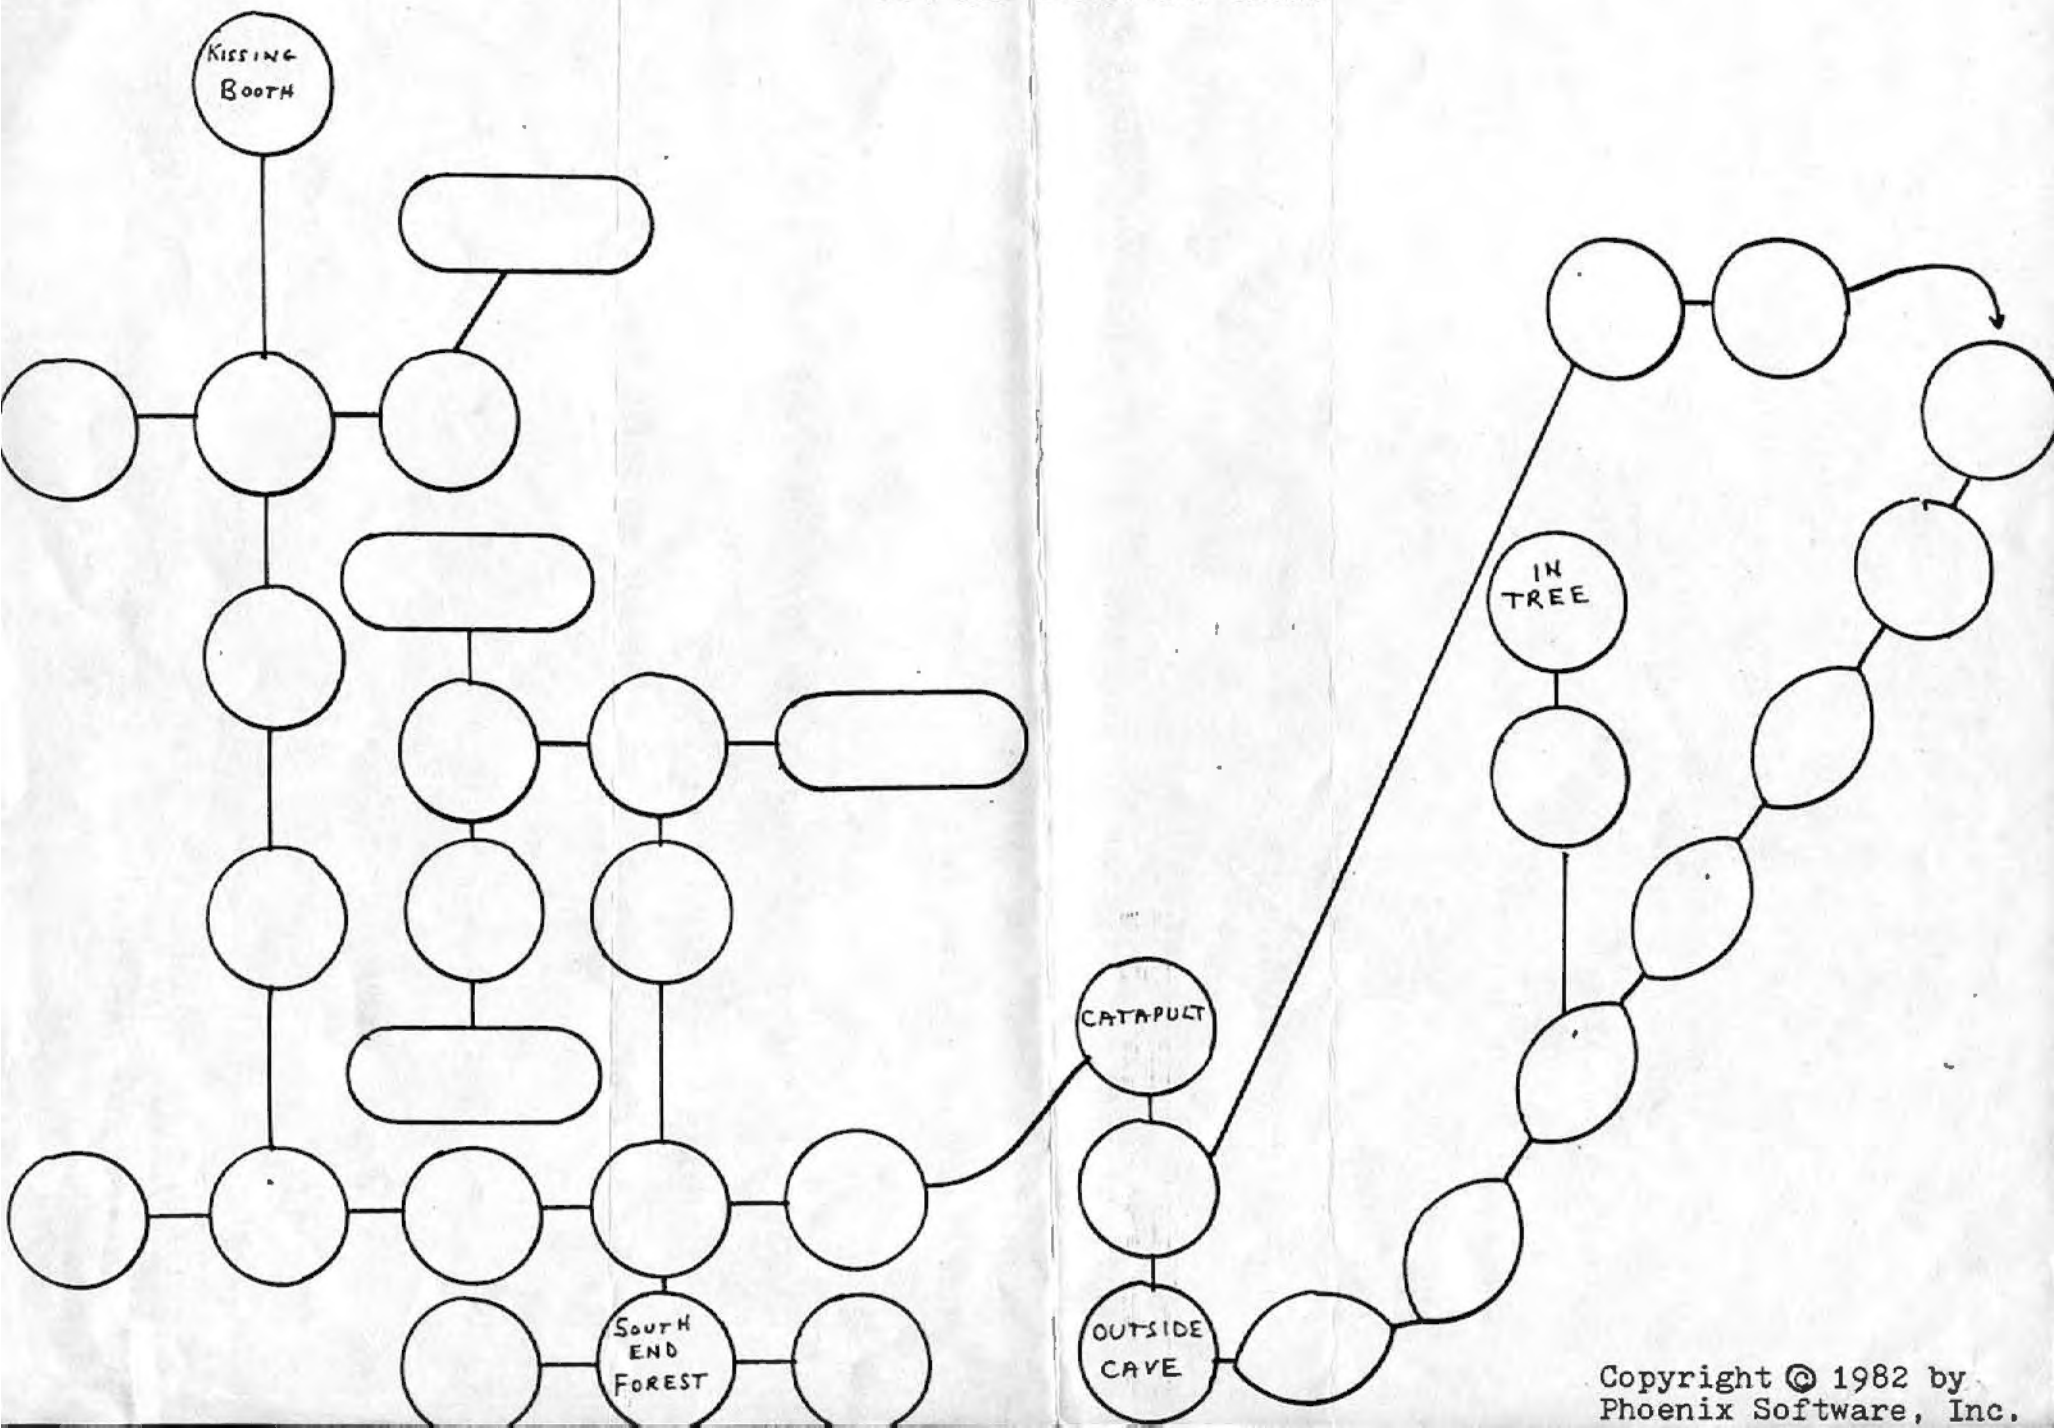 KISSING
BOOTH
IN
TREE
CATAPULT
SOUTH
END
FOREST
OUTSIDE
CAVE
Copyright © 1982 by
Phoenix Software, Inc.